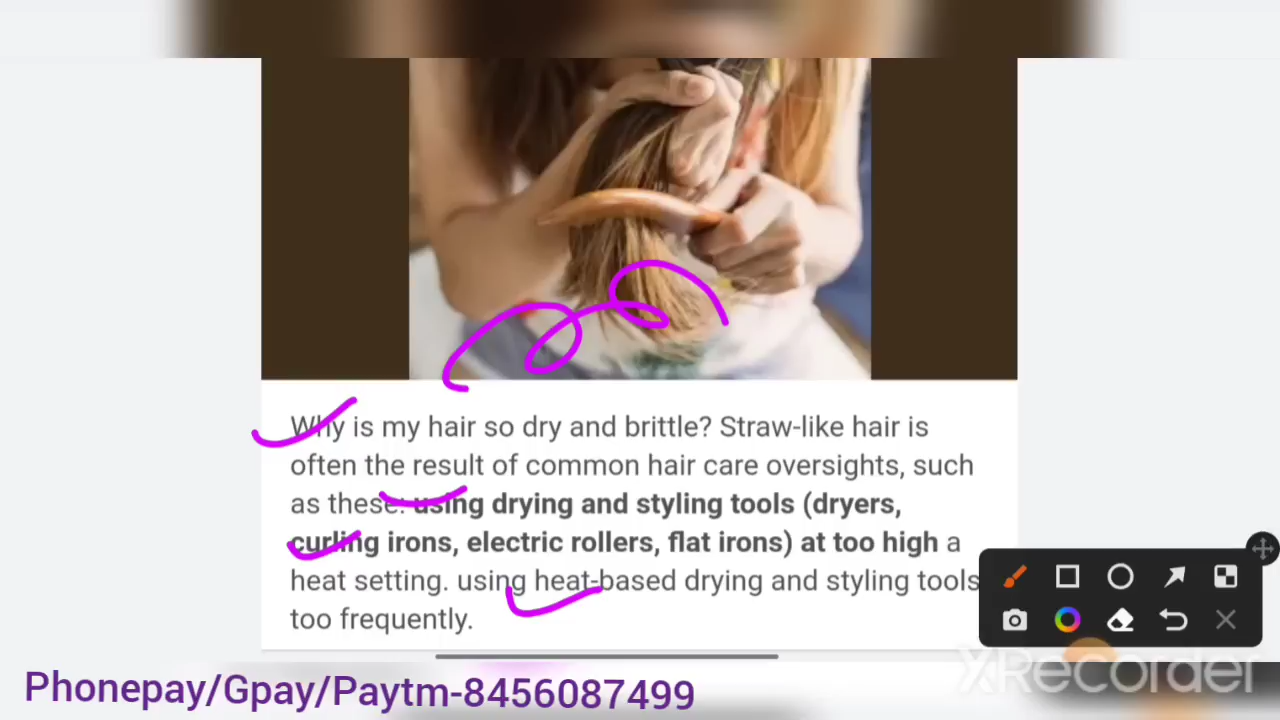 Why is my hair so dry and brittle? Straw-like hair is
often the result of common hair care oversights, such
as these: using drying and styling tools (dryers,
curling irons, electric rollers, flat irons) at too high a
heat setting. using heat-based drying and styling tools
too frequently.
XRecorder
Phonepay/Gpay/Paytm-8456087499